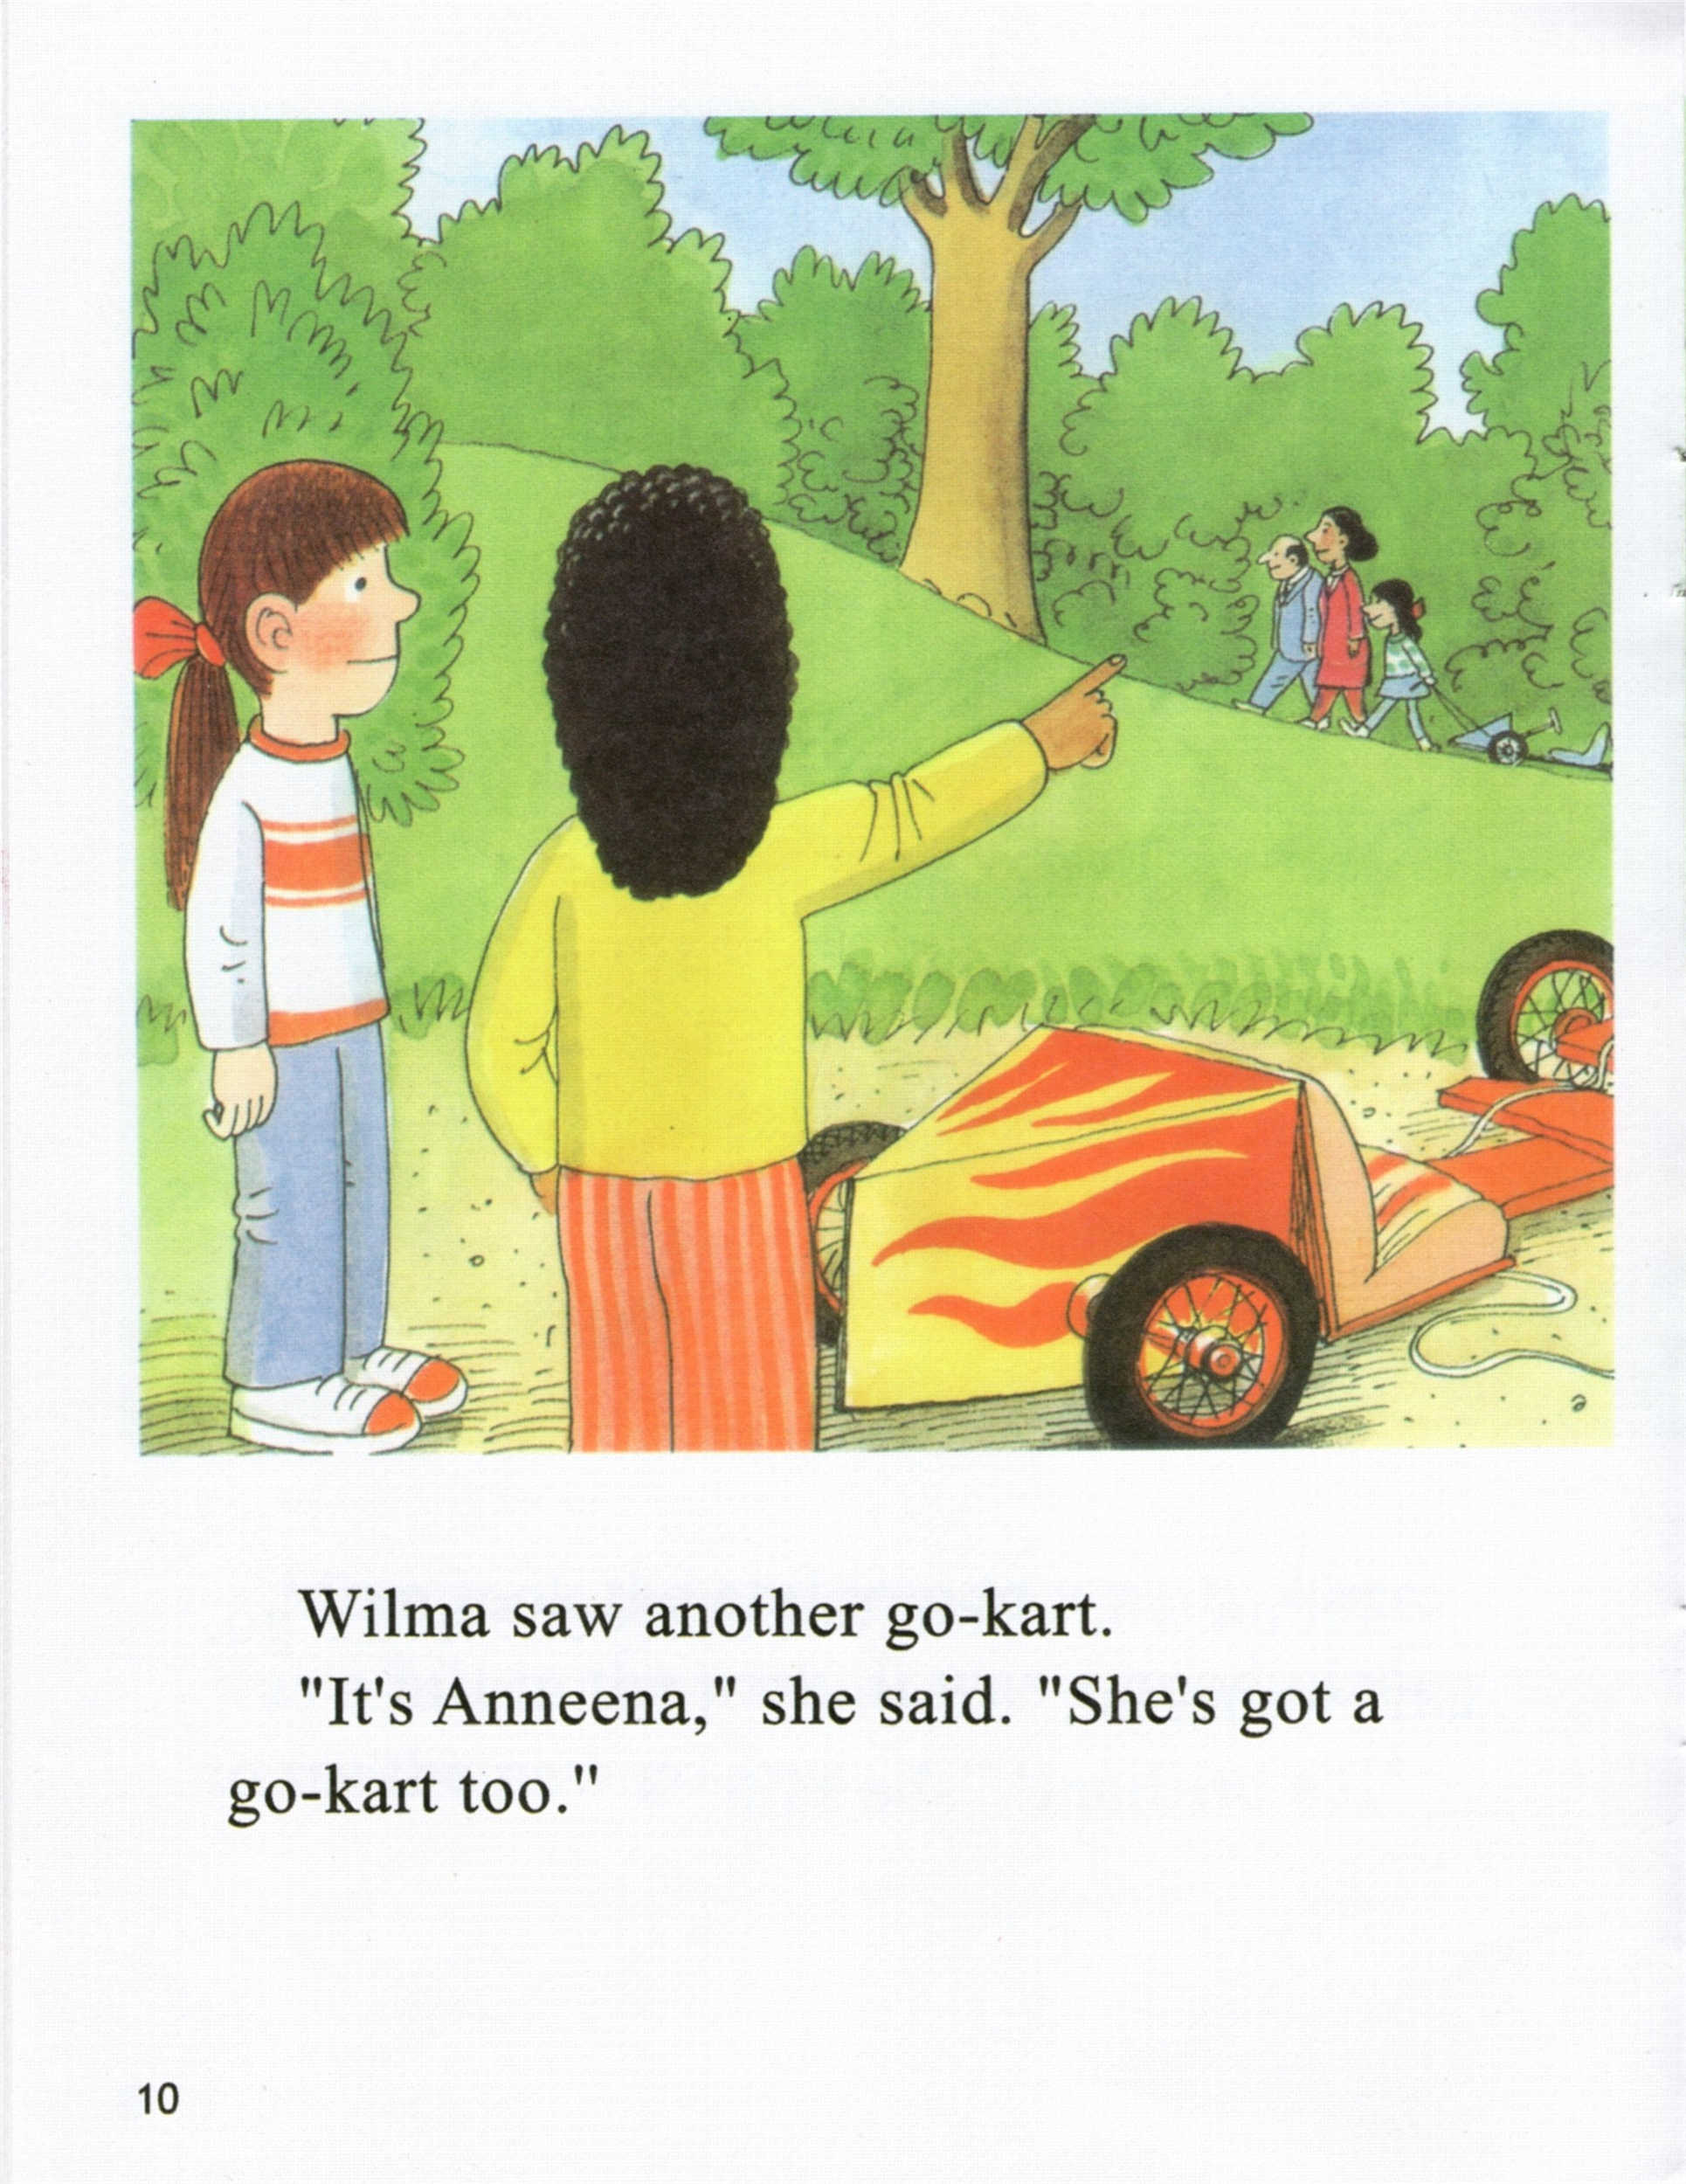 Wilma saw another go-kart.
"It's Anneena," she said. "She's got a
go-kart too."
10